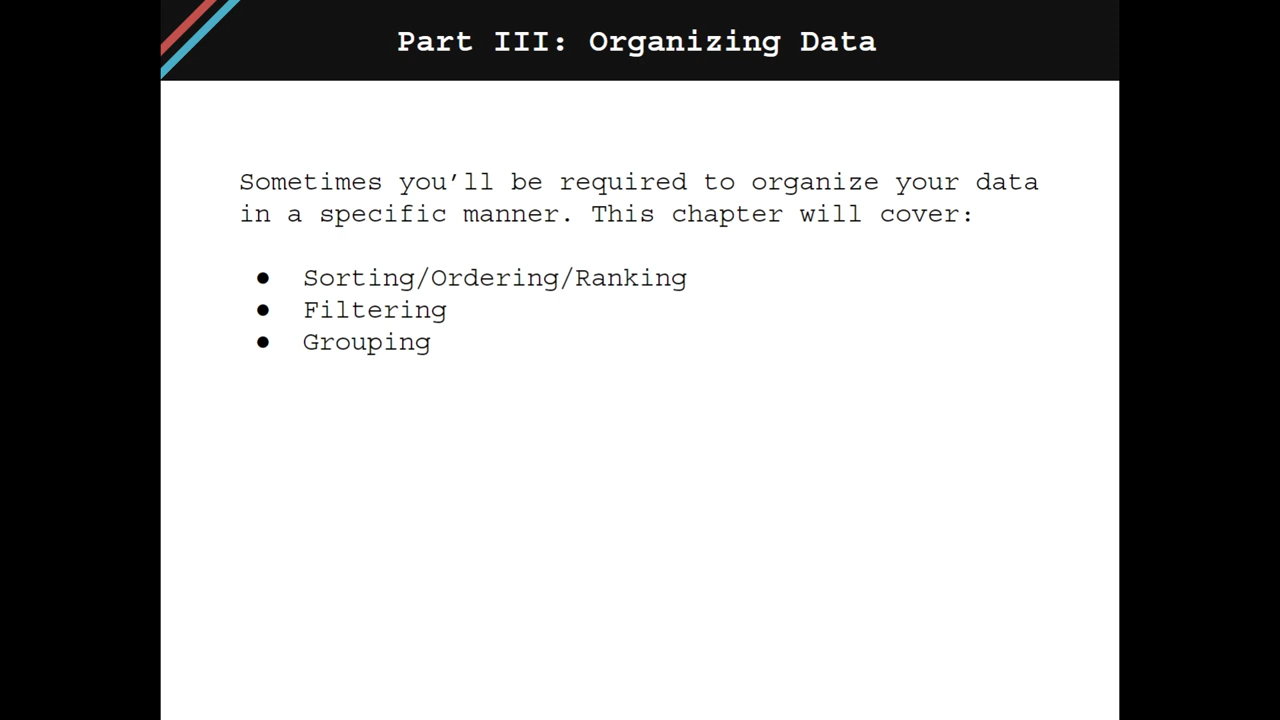 Part III: Organizing Data
Sometimes you’ll be required to organize your data
in a specific manner. This chapter will cover:
● Sorting/Ordering/Ranking
● Filtering
● Grouping